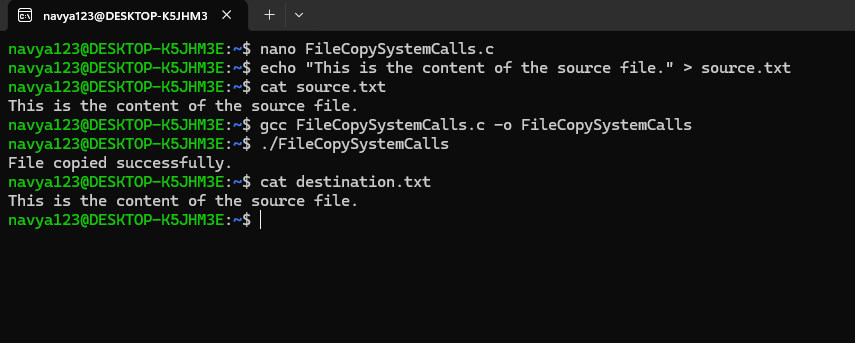 navya123@DESKTOP-K5JHM3
navya123@DESKTOP-K5JHM3E:~$ nano FileCopySystemCalls.c
navya123@DESKTOP-K5JHM3E:~$ echo "This is the content of the source file." > source.txt
navya123@DESKTOP-K5JHM3E:~$ cat source.txt
This is the content of the source file.
navya123@DESKTOP-K5JHM3E:~$ gcc FileCopySystemCalls.c -o FileCopySystemCalls
navya123@DESKTOP-K5JHM3E:~$ ./FileCopySystemCalls
File copied successfully.
navya123@DESKTOP-K5JHM3E:~$ cat destination.txt
This is the content of the source file.
navya123@DESKTOP-K5JHM3E:~$